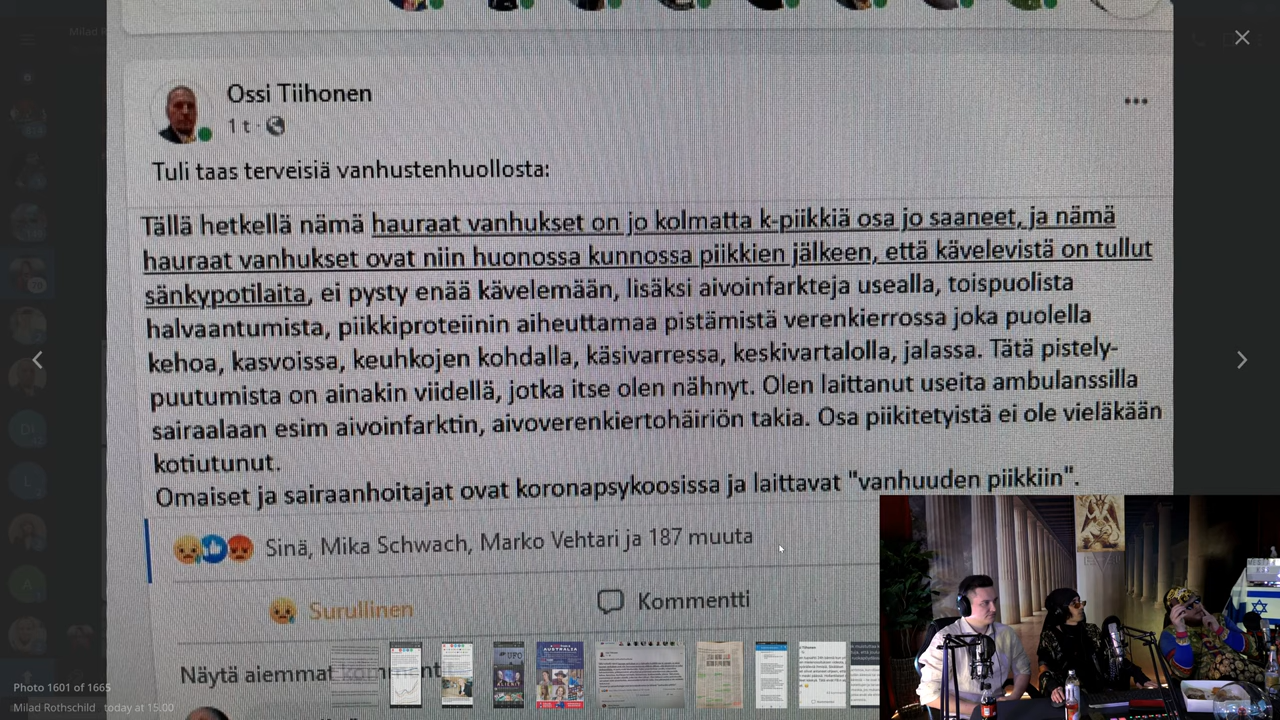 Milad R
Ossi Tiihonen
1 t ·
Tuli taas terveisiä vanhustenhuollosta:
Tällä hetkellä nämä hauraat vanhukset on jo kolmatta k-piikkiä osa jo saaneet, ja nämä
hauraat vanhukset ovat niin huonossa kunnossa piikkien jälkeen, että kävelevistä on tullut
sänkypotilaita, ei pysty enää kävelemään, lisäksi aivoinfarkteja usealla, toispuolista
halvaantumista, piikkiproteiinin aiheuttamaa pistämistä verenkierrossa joka puolella
kehoa, kasvoissa, keuhkojen kohdalla, käsivarressa, keskivartalolla, jalassa. Tätä pistely-
puutumista on ainakin viidellä, jotka itse olen nähnyt. Olen laittanut useita ambulanssilla
sairaalaan esim aivoinfarktin, aivoverenkiertohäiriön takia. Osa piikitetyistä ei ole vieläkään
kotiutunut.
Omaiset ja sairaanhoitajat ovat koronapsykoosissa ja laittavat "vanhuuden piikkiin".
Sinä, Mika Schwach, Marko Vehtari ja 187 muuta
Surullinen
Kommentti
Näytä
AUSTRALIA
Photo 1601 of 1665
Milad Rothschild today at 15:00